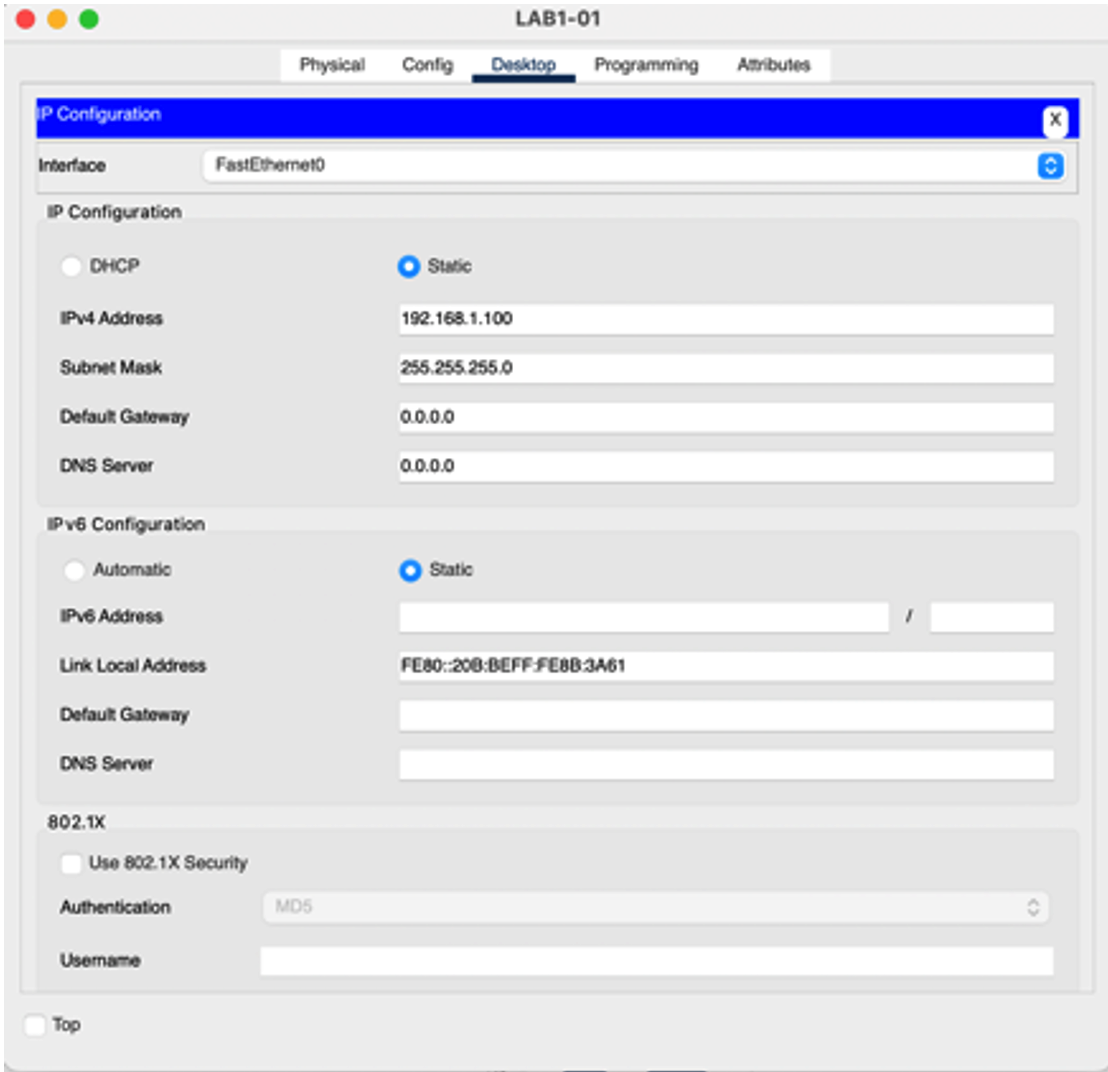 LAB1-01
Physical Config Desktop Programming Attributes
IP Configuration X
Interface FastEthernet0
IP Configuration
DHCP Static
IPv4 Address 192.168.1.100
Subnet Mask 255.255.255.0
Default Gateway 0.0.0.0
DNS Server 0.0.0.0
IPv6 Configuration
Automatic Static
IPv6 Address /
Link Local Address FE80::20B:BEFF:FE8B:3A61
Default Gateway
DNS Server
802.1X
Use 802.1X Security
Authentication MD5
Username
Top